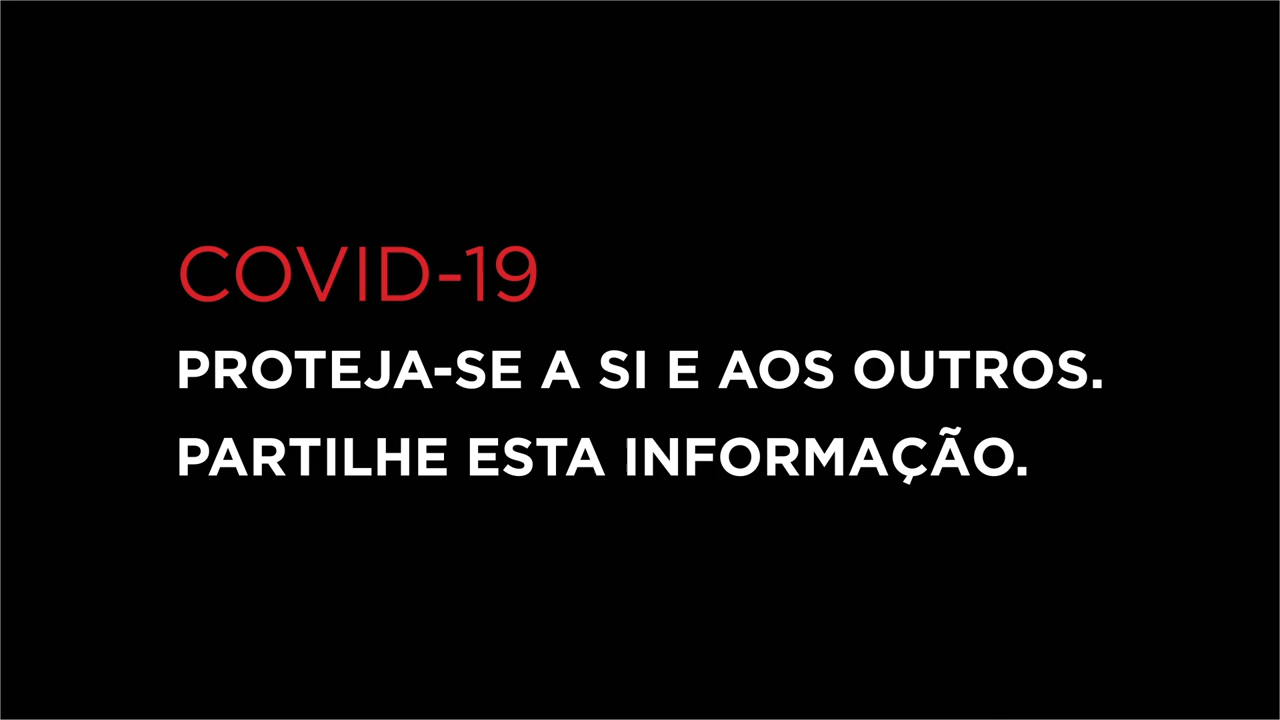 COVID-19
PROTEJA-SE A SI E AOS OUTROS.
PARTILHE ESTA INFORMAÇÃO.